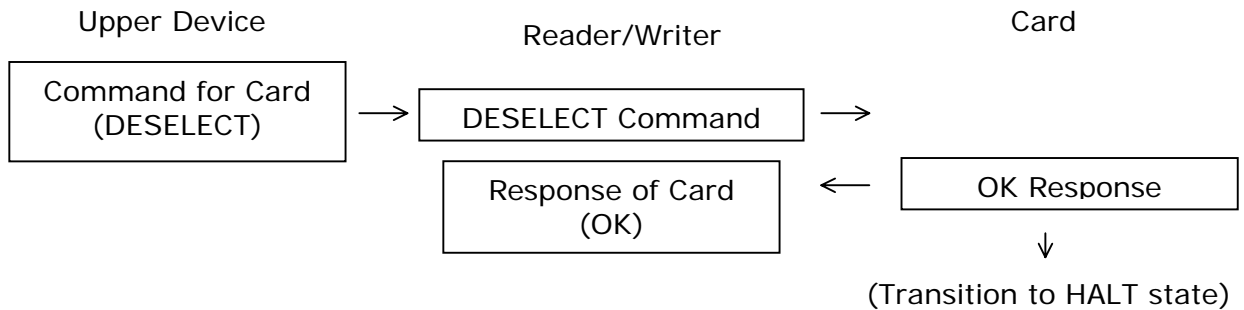 Upper Device
Reader/Writer
Card
Command for Card
(DESELECT)
DESELECT Command
Response of Card
(OK)
OK Response
(Transition to HALT state)